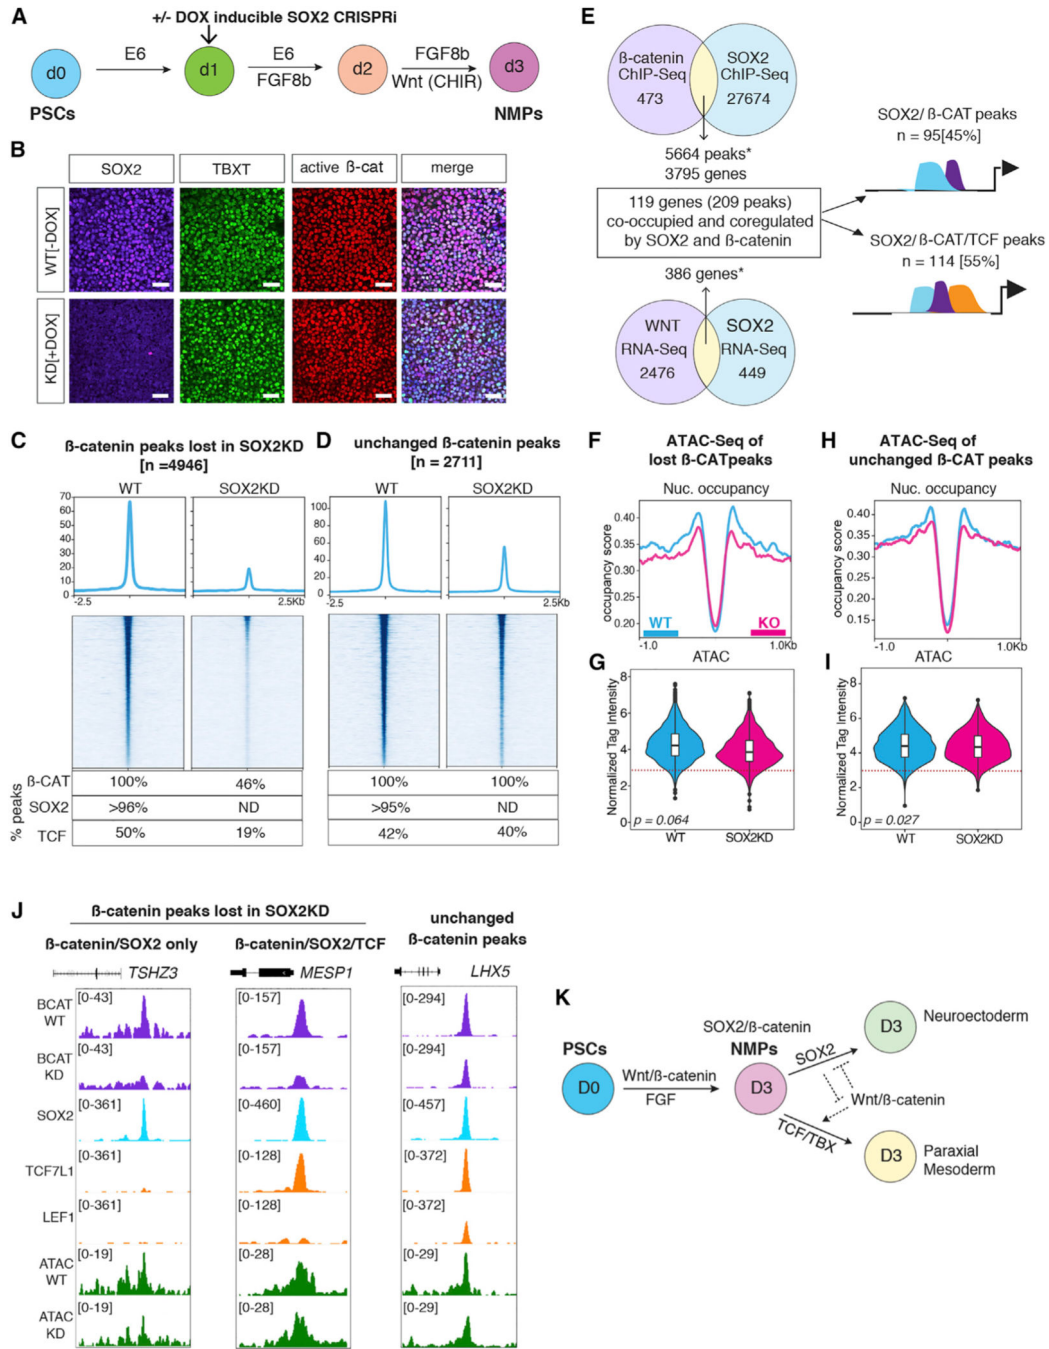 A
+/- DOX inducible SOX2 CRISPRi
d0
E6
d1
E6
FGF8b
d2
FGF8b
Wnt (CHIR)
d3
PSCs
NMPs
B
SOX2
TBXT
active ß-cat
merge
WT[-DOX]
KD[+DOX]
C
ß-catenin peaks lost in SOX2KD
[n =4946]
WT
SOX2KD
70
60
50
40
30
20
10
0
-2.5
2.5Kb
D
unchanged ß-catenin peaks
[n = 2711]
WT
SOX2KD
100
80
60
40
20
0
-2.5
2.5Kb
% peaks
ß-CAT
100%
46%
100%
100%
SOX2
>96%
ND
>95%
ND
TCF
50%
19%
42%
40%
E
ß-catenin
ChIP-Seq
473
SOX2
ChIP-Seq
27674
5664 peaks*
3795 genes
119 genes (209 peaks)
co-occupied and coregulated
by SOX2 and ß-catenin
386 genes*
WNT
RNA-Seq
2476
SOX2
RNA-Seq
449
SOX2/ß-CAT peaks
n = 95[45%]
SOX2/ß-CAT/TCF peaks
n = 114 [55%]
F
ATAC-Seq of
lost ß-CATpeaks
Nuc. occupancy
occupancy score
0.40
0.35
0.30
0.25
0.20
WT
KO
-1.0
1.0Kb
G
ATAC
Normalized Tag Intensity
8
6
4
2
0
p = 0.064
WT
SOX2KD
H
ATAC-Seq of
unchanged ß-CAT peaks
Nuc. occupancy
occupancy score
0.40
0.35
0.30
0.25
0.20
0.15
-1.0
1.0Kb
I
ATAC
Normalized Tag Intensity
8
6
4
2
0
p = 0.027
WT
SOX2KD
J
ß-catenin peaks lost in SOX2KD
ß-catenin/SOX2 only
ß-catenin/SOX2/TCF
unchanged
ß-catenin peaks
TSHZ3
MESP1
LHX5
BCAT
WT
[0-43]
[0-157]
[0-294]
BCAT
KD
[0-43]
[0-157]
[0-294]
SOX2
[0-361]
[0-460]
[0-457]
TCF7L1
[0-361]
[0-128]
[0-372]
LEF1
[0-361]
[0-128]
[0-372]
ATAC
WT
[0-19]
[0-28]
[0-29]
ATAC
KD
[0-19]
[0-28]
[0-29]
K
PSCs
D0
Wnt/ß-catenin
FGF
SOX2/ß-catenin
NMPs
D3
SOX2
D3
Neuroectoderm
Wnt/ß-catenin
TCF/TBX
D3
Paraxial
Mesoderm